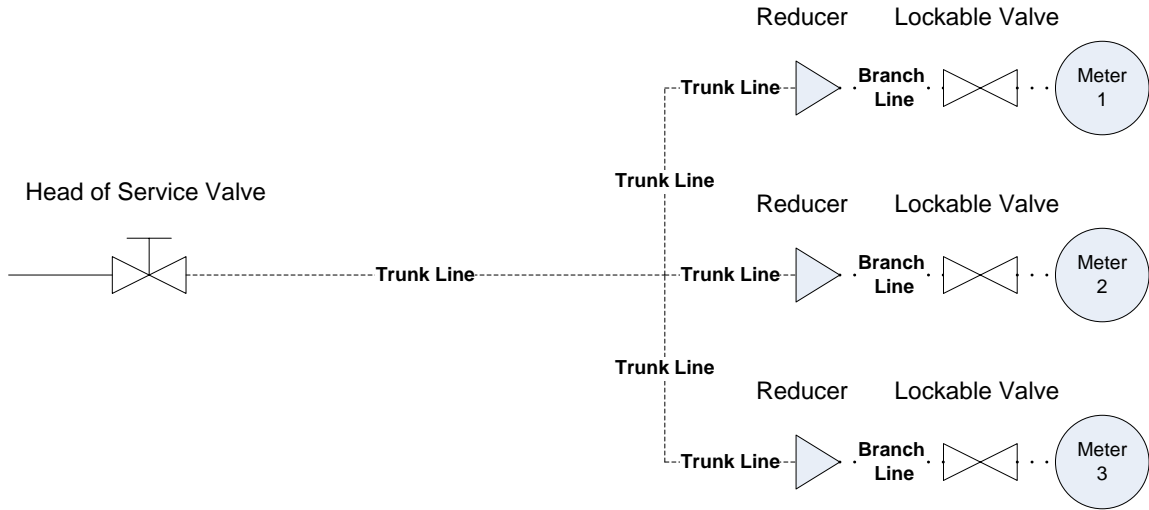 Reducer
Lockable Valve
Trunk Line
Branch
Line
Meter
1
Trunk Line
Head of Service Valve
Reducer
Lockable Valve
Trunk Line
Trunk Line
Branch
Line
Meter
2
Trunk Line
Reducer
Lockable Valve
Trunk Line
Branch
Line
Meter
3